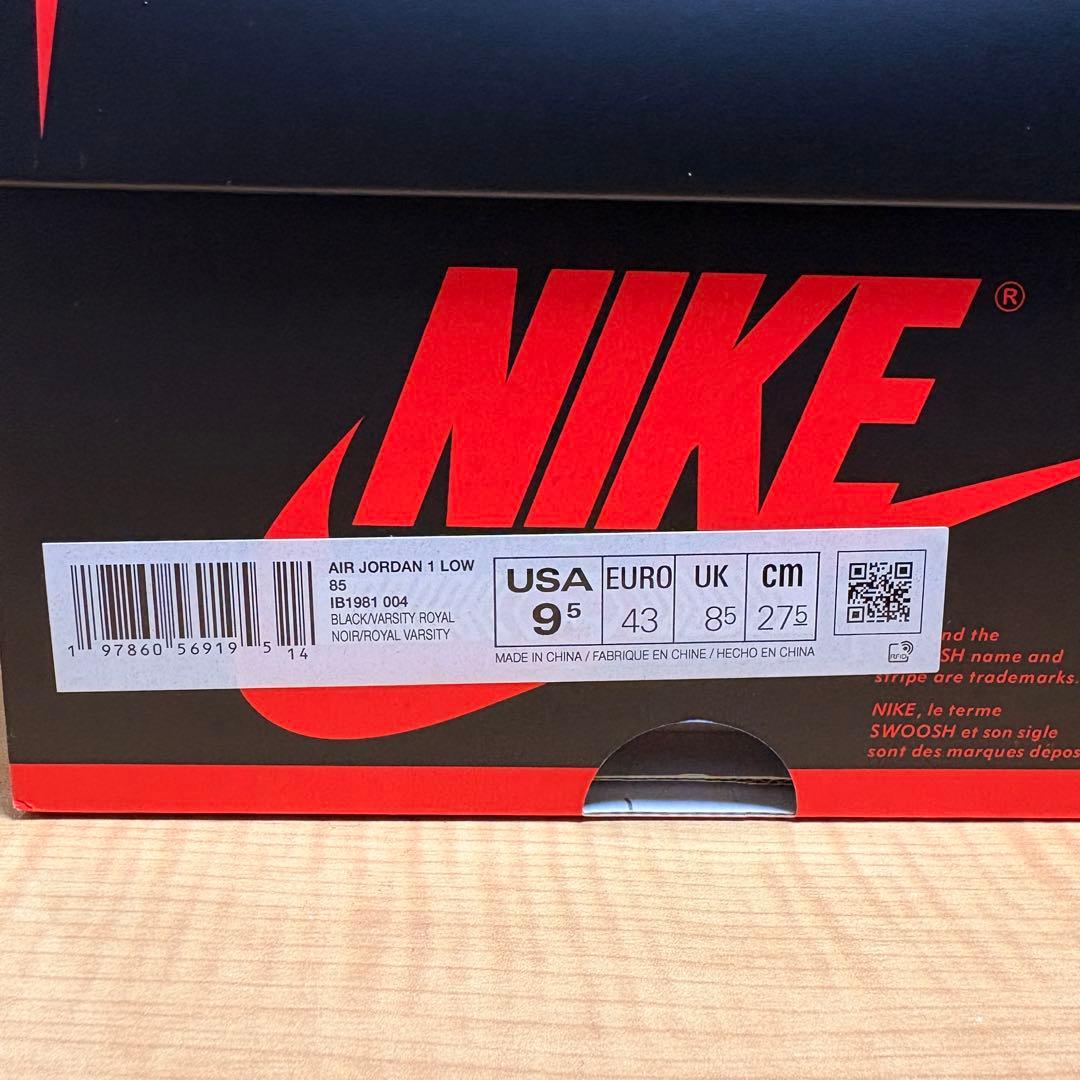 NIKE®
AIR JORDAN 1 LOW
85
IB1981 004
BLACK/VARSITY ROYAL
NOIR/ROYAL VARSITY
1 97860 56919 5
14
USA EURO UK cm
9⁵ 43 8⁵ 27⁵
MADE IN CHINA / FABRIQUE EN CHINE / HECHO EN CHINA
RFID
nd the
SH name and
stripe are trademarks.
NIKE, le terme
SWOOSH et son sigle
sont des marques dépos